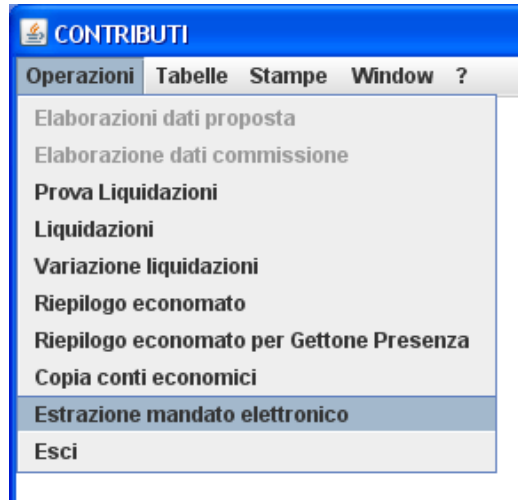 CONTRIBUTI
Operazioni Tabelle Stampe Window ?
Elaborazioni dati proposta
Elaborazione dati commissione
Prova Liquidazioni
Liquidazioni
Variazione liquidazioni
Riepilogo economato
Riepilogo economato per Gettone Presenza
Copia conti economici
Estrazione mandato elettronico
Esci